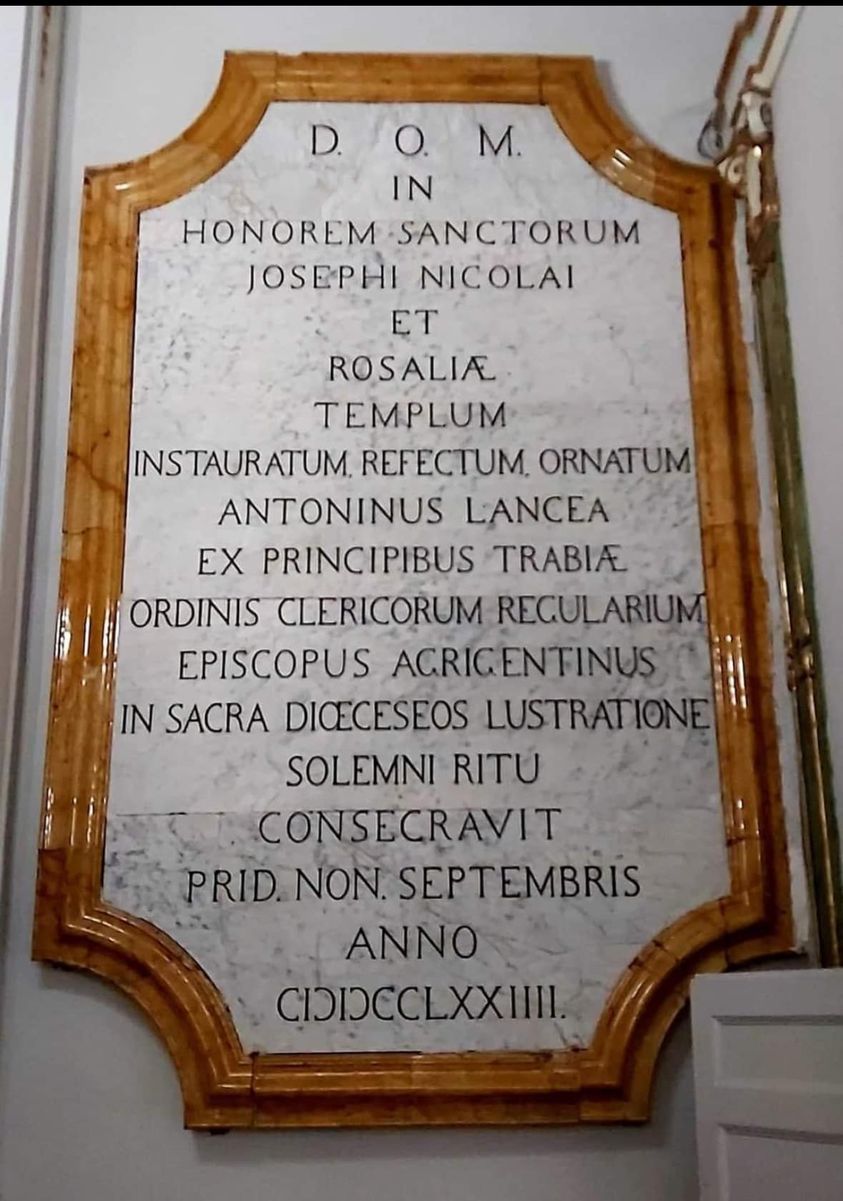 D. O. M.
IN
HONOREM SANCTORUM
JOSEPHI NICOLAI
ET
ROSALIÆ
TEMPLUM
INSTAURATUM, REFECTUM, ORNATUM
ANTONINUS LANCEA
EX PRINCIPIBUS TRABIÆ
ORDINIS CLERICORUM REGULARIUM
EPISCOPUS AGRIGENTINUS
IN SACRA DIŒCESEOS LUSTRATIONE
SOLEMNI RITU
CONSECRAVIT
PRID. NON. SEPTEMBRIS
ANNO
CIƆIƆCCLXXIIII.